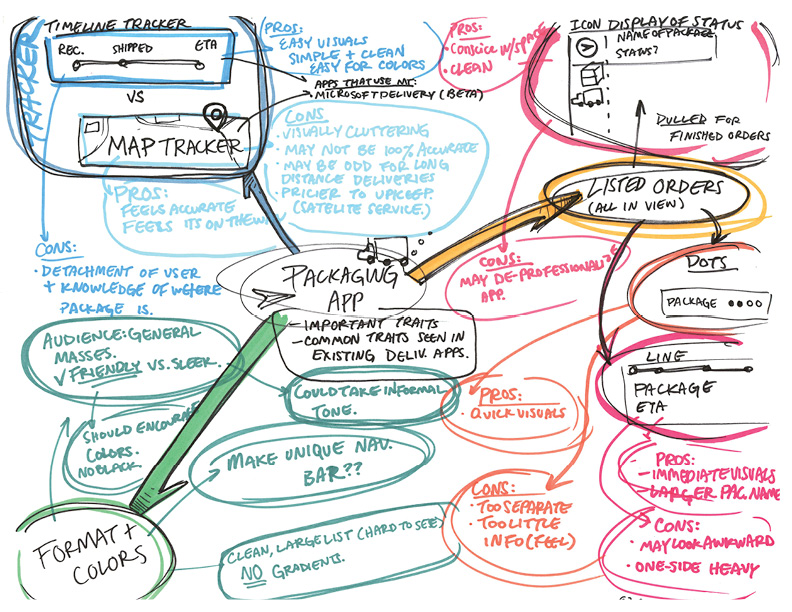 TIMELINE TRACKER
TRACKER
REC. SHIPPED ETA
VS
MAP TRACKER
PROS:
EASY VISUALS
SIMPLE + CLEAN
EASY FOR COLORS
APPS THAT USE MT:
MICROSOFT DELIVERY (BETA)
CONS
· VISUALLY CLUTTERING
· MAY NOT BE 100% ACCURATE
· MAY BE ODD FOR LONG
DISTANCE DELIVERIES
· PRICIER TO UPKEEP.
(SATELITE SERVICE.)
PROS:
FEELS ACCURATE
FEELS ITS ON THE WAY
CONS:
· DETACHMENT OF USER
+ KNOWLEDGE OF WHERE
PACKAGE IS.
PROS:
· CONCICE W/SPACE
· CLEAN
ICON DISPLAY OF STATUS
NAME OF PACKAGE
STATUS?
DULLED FOR
FINISHED ORDERS
LISTED ORDERS
(ALL IN VIEW)
CONS:
MAY DE-PROFESSIONALIZE
APP.
DOTS
PACKAGE
LINE
PACKAGE
ETA
PACKAGING
APP
- IMPORTANT TRAITS
- COMMON TRAITS SEEN IN
EXISTING DELIV. APPS.
AUDIENCE: GENERAL
MASSES.
✓ FRIENDLY VS. SLEEK.
COULD TAKE INFORMAL
TONE.
SHOULD ENCOURAGE
COLORS.
NO BLACK
MAKE UNIQUE NAV.
BAR??
FORMAT +
COLORS
CLEAN, LARGE LIST (HARD TO SEE)
NO GRADIENTS.
PROS:
· QUICK VISUALS
CONS:
· TOO SEPARATE
· TOO LITTLE
INFO (FEEL)
PROS:
- IMMEDIATE VISUALS
- LARGER PAC. NAME
CONS:
· MAY LOOK AWKWARD
· ONE-SIDE HEAVY